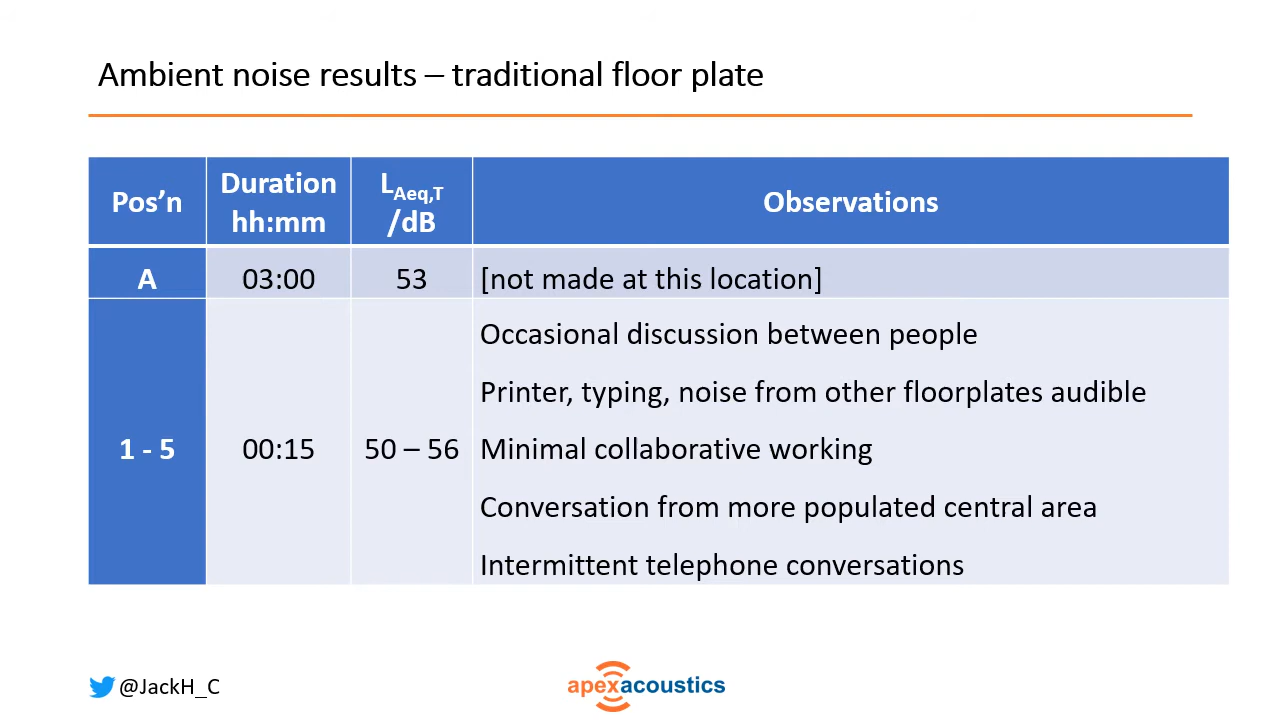 Ambient noise results – traditional floor plate
Pos’n
Duration
hh:mm
LAeq,T
/dB
Observations
A
03:00
53
[not made at this location]
1 - 5
00:15
50 – 56
Occasional discussion between people
Printer, typing, noise from other floorplates audible
Minimal collaborative working
Conversation from more populated central area
Intermittent telephone conversations
@JackH_C
apexacoustics